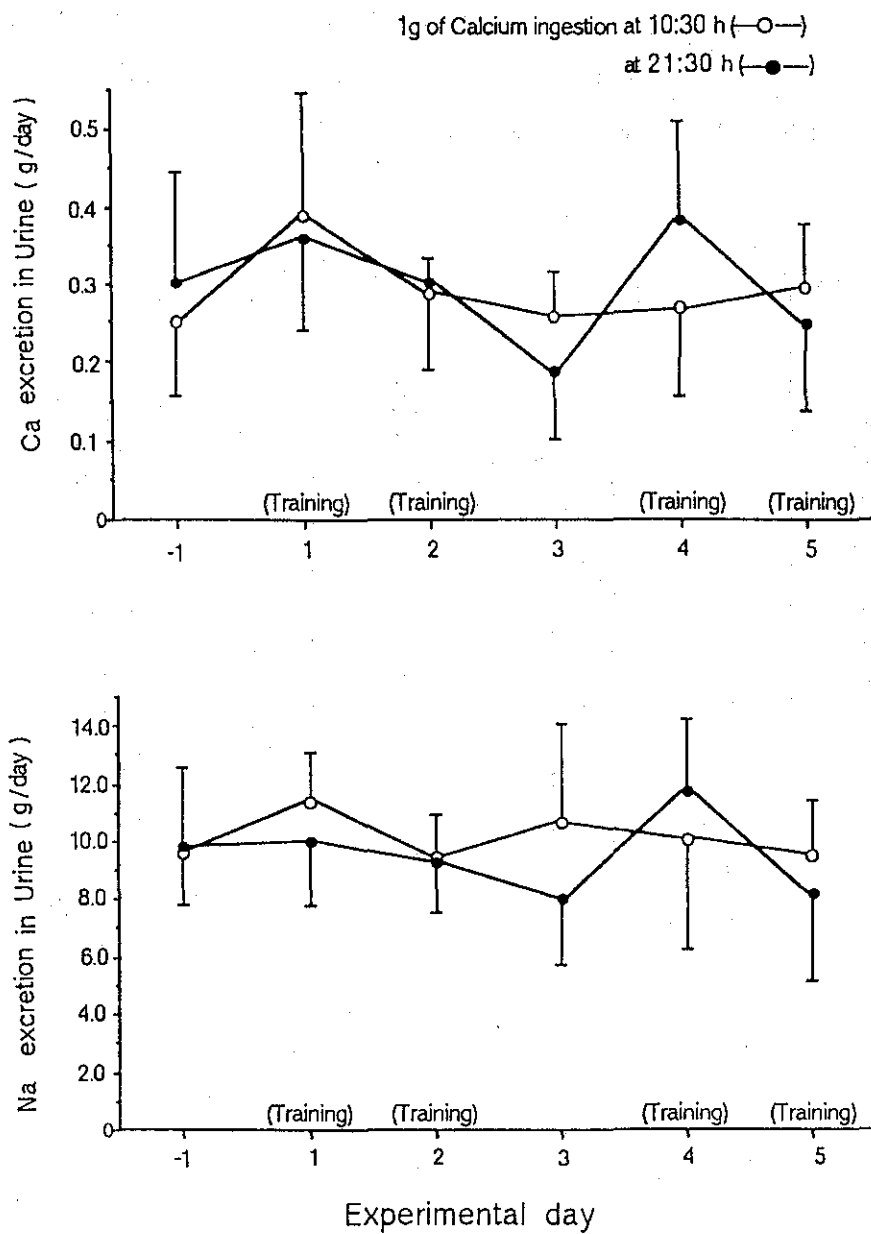 1g of Calcium ingestion at 10:30 h (—○—)
at 21:30 h (—●—)
Ca excretion in Urine ( g/day )
0.5
0.4
0.3
0.2
0.1
0
(Training) (Training) (Training) (Training)
-1 1 2 3 4 5
Na excretion in Urine ( g/day )
14.0
12.0
10.0
8.0
6.0
4.0
2.0
0
(Training) (Training) (Training) (Training)
-1 1 2 3 4 5
Experimental day